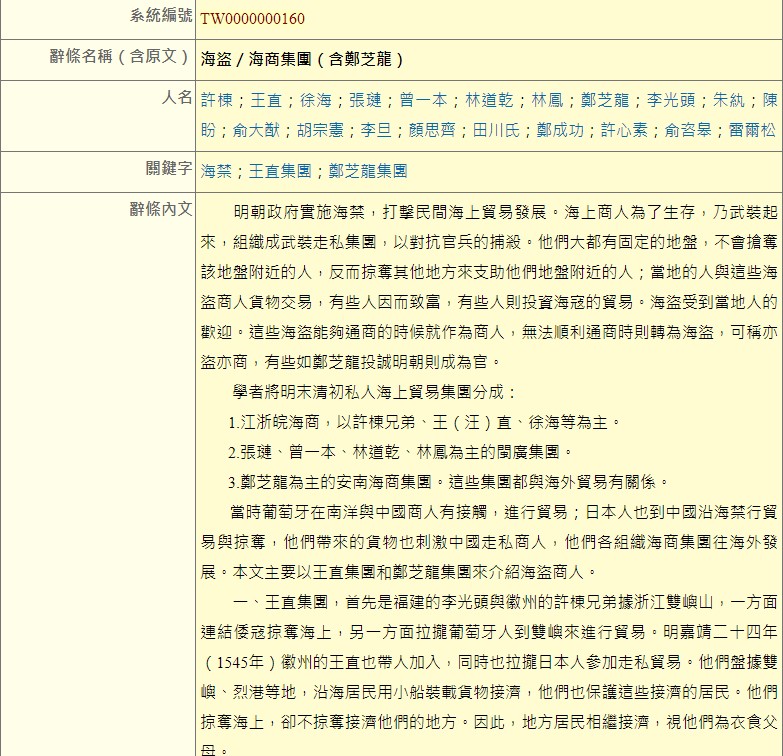 系統編號 TW0000000160
辭條名稱（含原文） 海盜 / 海商集團（含鄭芝龍）
人名 許棟；王直；徐海；張璉；曾一本；林道乾；林鳳；鄭芝龍；李光頭；朱紈；陳
盼；俞大猷；胡宗憲；李旦；顏思齊；田川氏；鄭成功；許心素；俞咨皋；雷爾松
關鍵字 海禁；王直集團；鄭芝龍集團
辭條內文 明朝政府實施海禁，打擊民間海上貿易發展。海上商人為了生存，乃武裝起
來，組織成武裝走私集團，以對抗官兵的捕殺。他們大都有固定的地盤，不會搶奪
該地盤附近的人，反而掠奪其他地方來支助他們地盤附近的人；當地的人與這些海
盜商人貨物交易，有些人因而致富，有些人則投資海寇的貿易。海盜受到當地人的
歡迎。這些海盜能夠通商的時候就作為商人，無法順利通商時則轉為海盜，可稱亦
盜亦商，有些如鄭芝龍投誠明朝則成為官。
學者將明末清初私人海上貿易集團分成：
1.江浙皖海商，以許棟兄弟、王（汪）直、徐海等為主。
2.張璉、曾一本、林道乾、林鳳為主的閩廣集團。
3.鄭芝龍為主的安南海商集團。這些集團都與海外貿易有關係。
當時葡萄牙在南洋與中國商人有接觸，進行貿易；日本人也到中國沿海禁行貿
易與掠奪，他們帶來的貨物也刺激中國走私商人，他們各組織海商集團往海外發
展。本文主要以王直集團和鄭芝龍集團來介紹海盜商人。
一、王直集團，首先是福建的李光頭與徽州的許棟兄弟據浙江雙嶼山，一方面
連結倭寇掠奪海上，另一方面拉攏葡萄牙人到雙嶼來進行貿易。明嘉靖二十四年
（1545年）徽州的王直也帶人加入，同時也拉攏日本人參加走私貿易。他們盤據雙
嶼、烈港等地，沿海居民用小船裝載貨物接濟，他們也保護這些接濟的居民。他們
掠奪海上，卻不掠奪接濟他們的地方。因此，地方居民相繼接濟，視他們為衣食父
母。